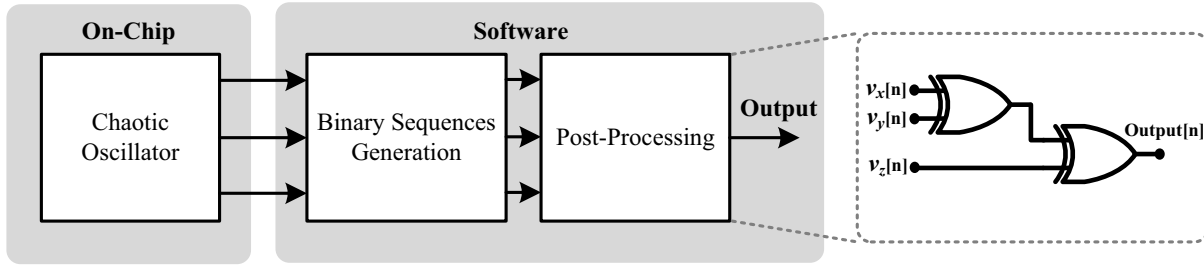 On-Chip
Software
Chaotic
Oscillator
Binary Sequences
Generation
Post-Processing
Output
vx[n]
vy[n]
vz[n]
Output[n]